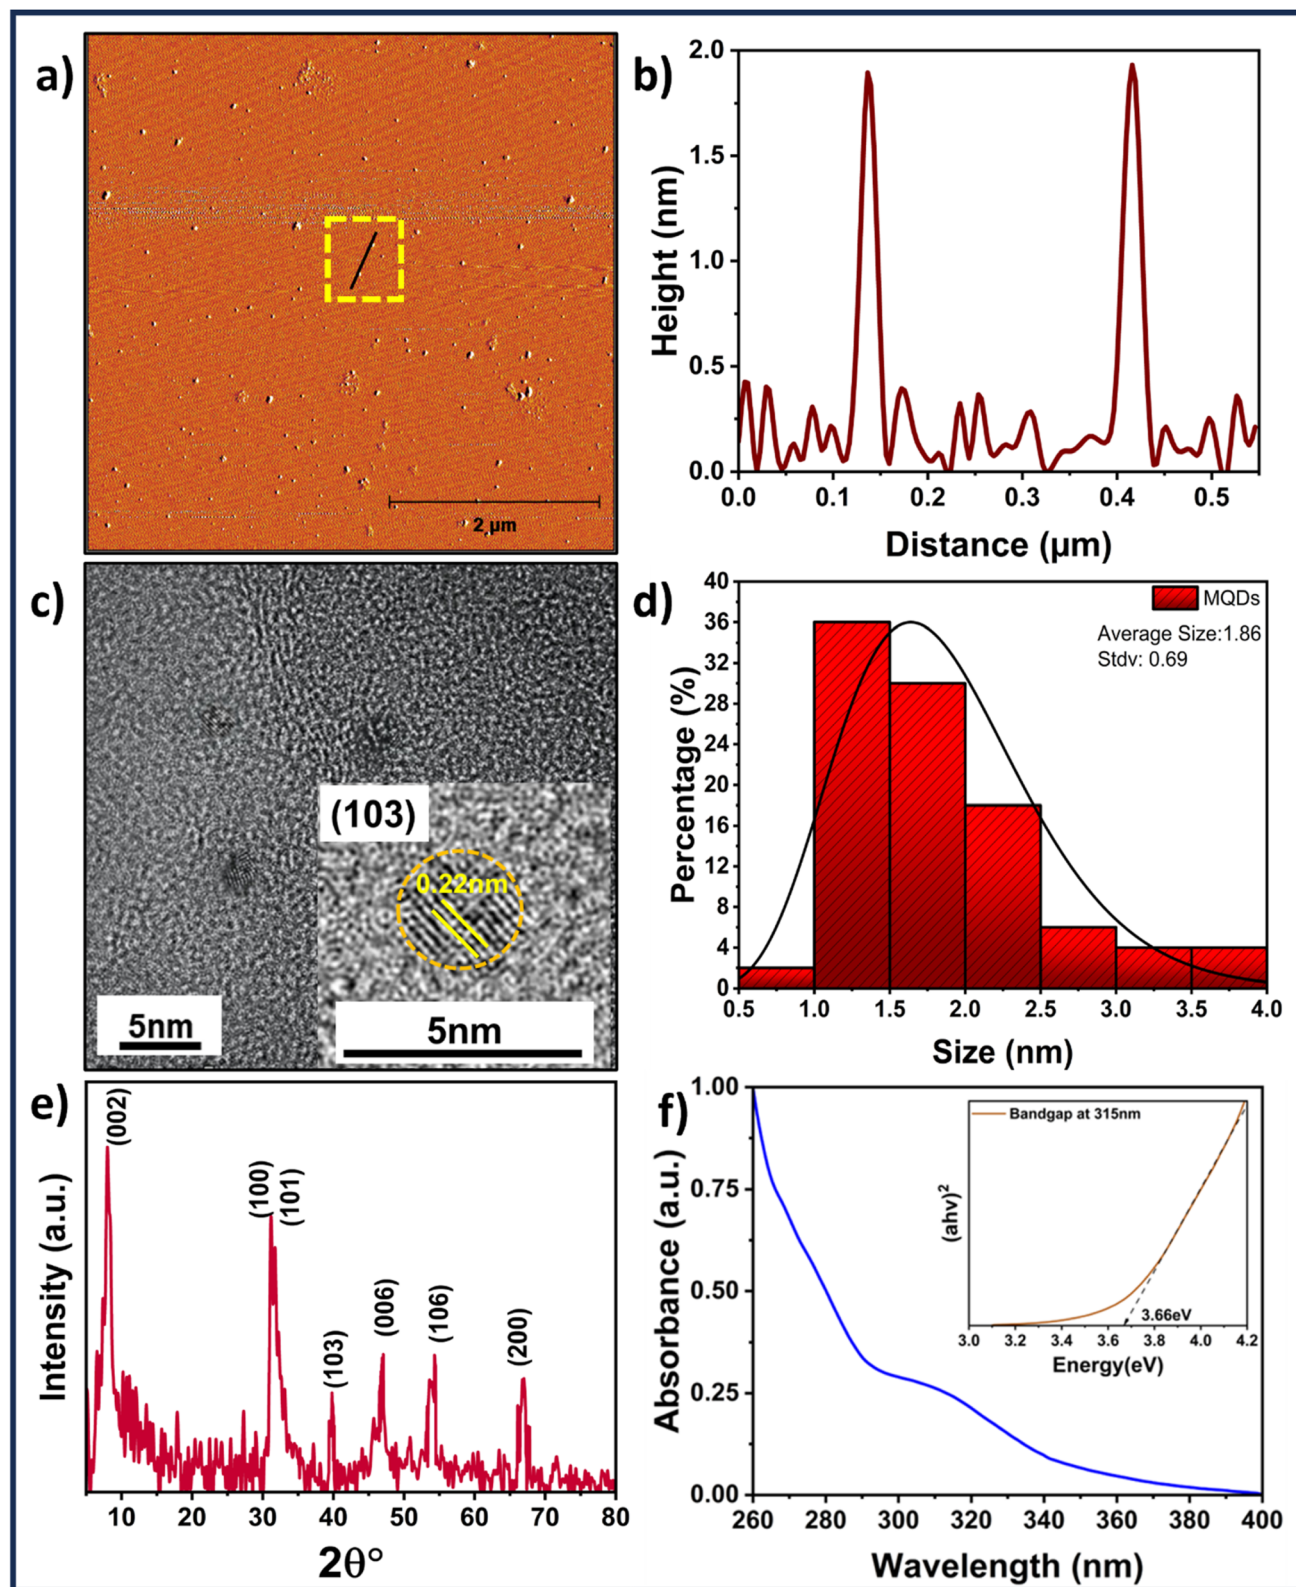 a)
2 µm
b)
Height (nm)
2.0
1.5
1.0
0.5
0.0
0.0 0.1 0.2 0.3 0.4 0.5
Distance (µm)
c)
(103)
0.22nm
5nm
5nm
d)
MQDs
Average Size:1.86
Stdv: 0.69
Percentage (%)
40
36
32
28
24
20
16
12
8
4
0
0.5 1.0 1.5 2.0 2.5 3.0 3.5 4.0
Size (nm)
e)
(002)
(100)
(101)
(103)
(006)
(106)
(200)
Intensity (a.u.)
10 20 30 40 50 60 70 80
2θ°
f)
Absorbance (a.u.)
1.00
0.75
0.50
0.25
0.00
260 280 300 320 340 360 380 400
Wavelength (nm)
Bandgap at 315nm
(ahv)²
3.66eV
3.0 3.2 3.4 3.6 3.8 4.0 4.2
Energy(eV)